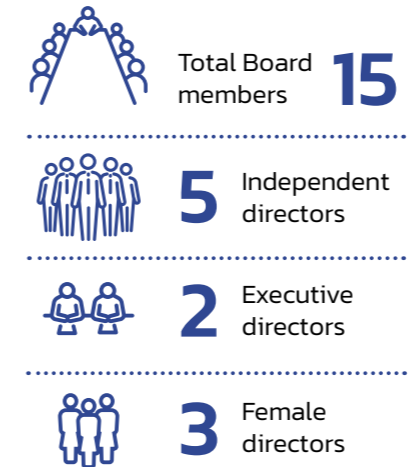 Total Board
members 15
5 Independent
directors
2 Executive
directors
3 Female
directors